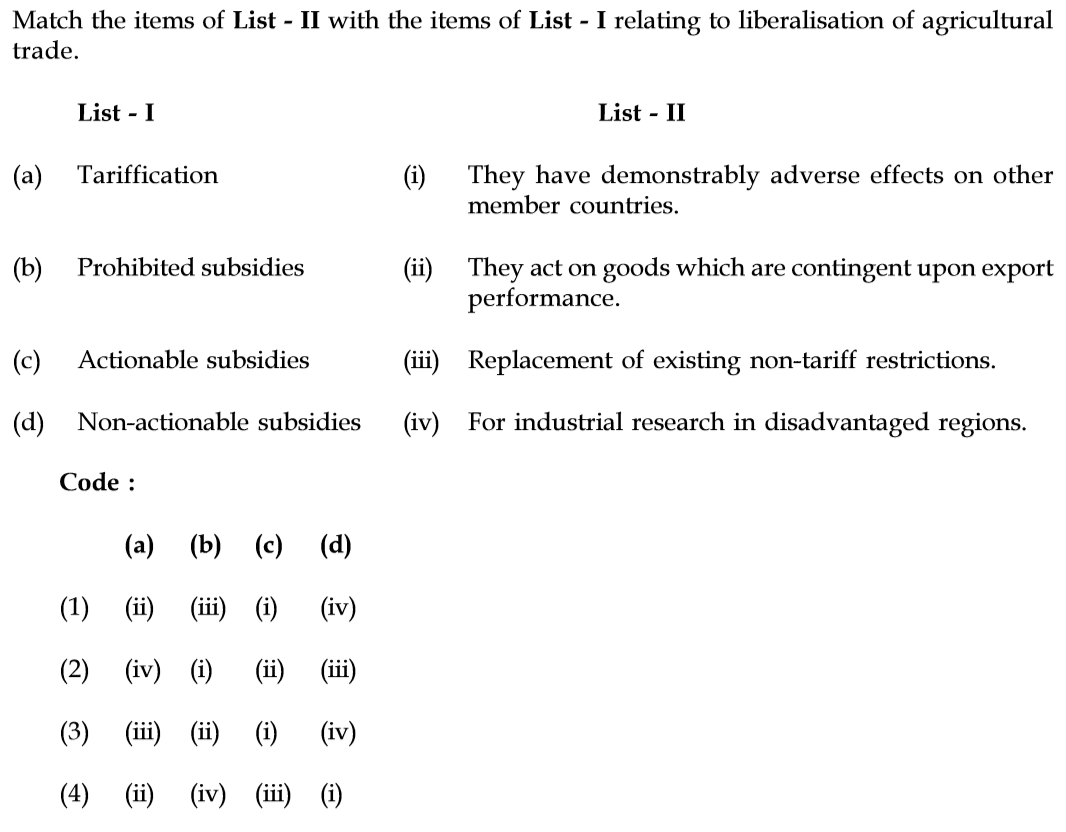 Match the items of List - II with the items of List - I relating to liberalisation of agricultural
trade.
List - I List - II
(a) Tariffication (i) They have demonstrably adverse effects on other
member countries.
(b) Prohibited subsidies (ii) They act on goods which are contingent upon export
performance.
(c) Actionable subsidies (iii) Replacement of existing non-tariff restrictions.
(d) Non-actionable subsidies (iv) For industrial research in disadvantaged regions.
Code :
(a) (b) (c) (d)
(1) (ii) (iii) (i) (iv)
(2) (iv) (i) (ii) (iii)
(3) (iii) (ii) (i) (iv)
(4) (ii) (iv) (iii) (i)